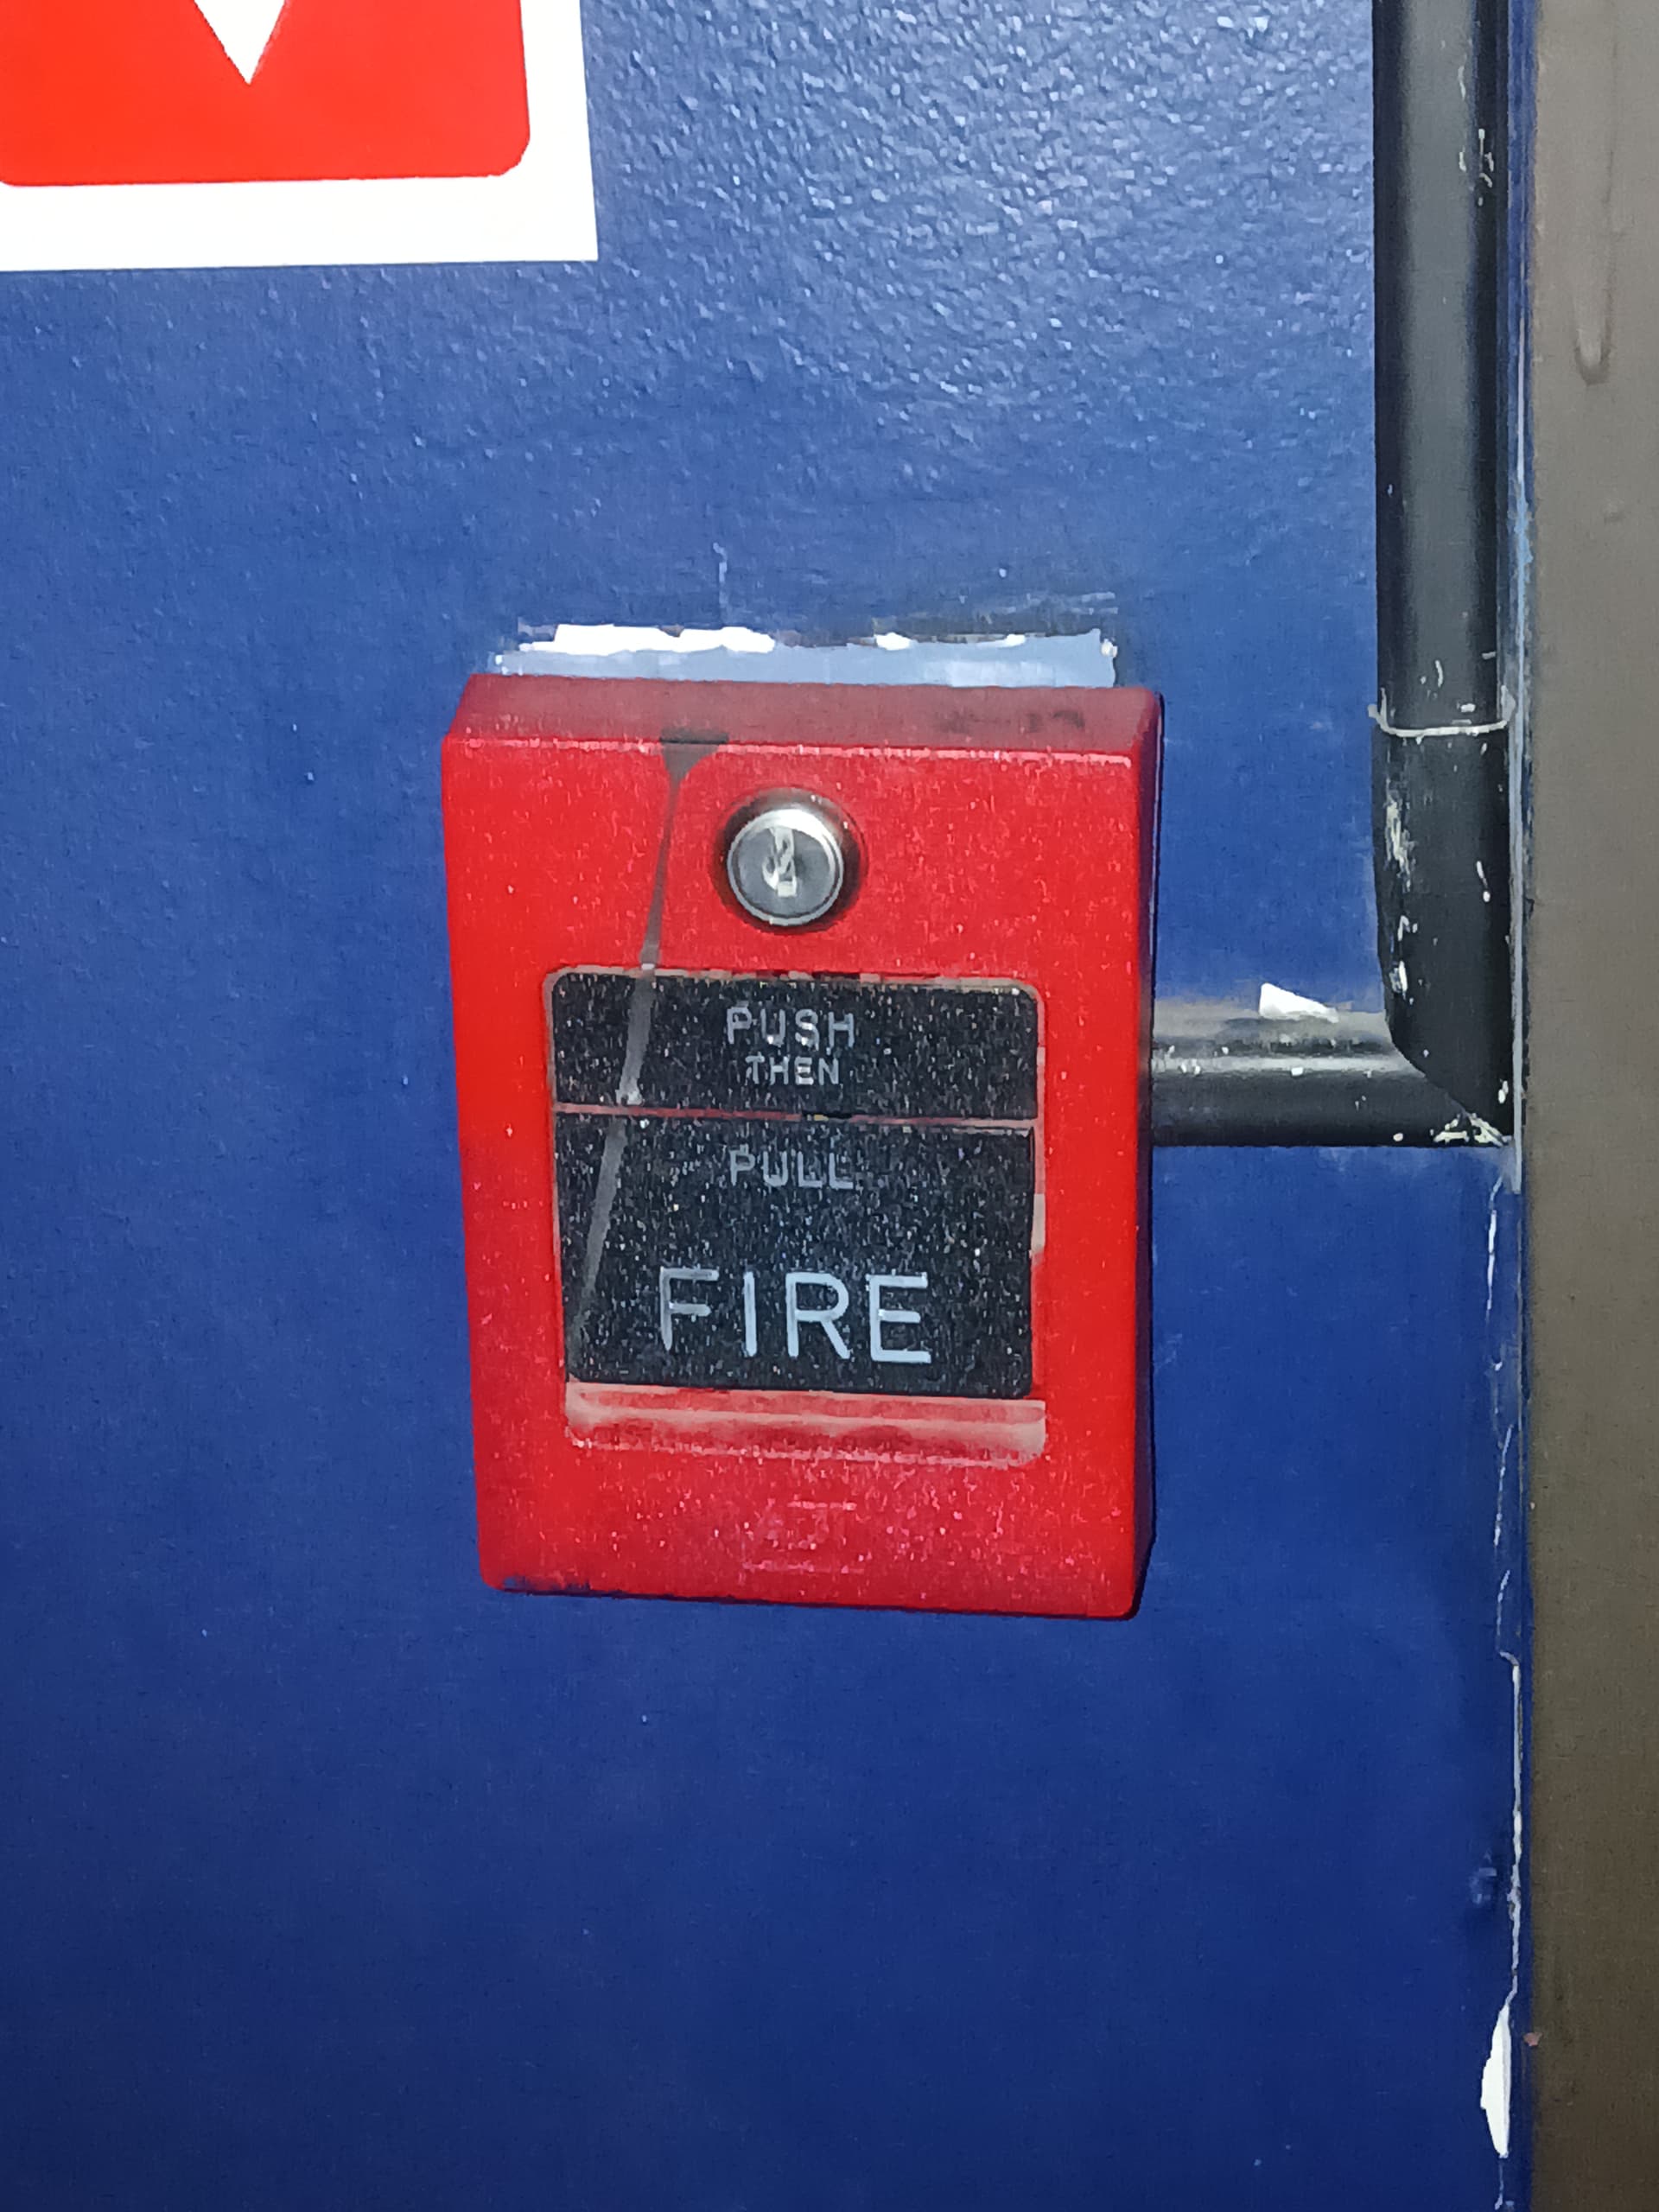 PUSH
THEN
PULL
FIRE